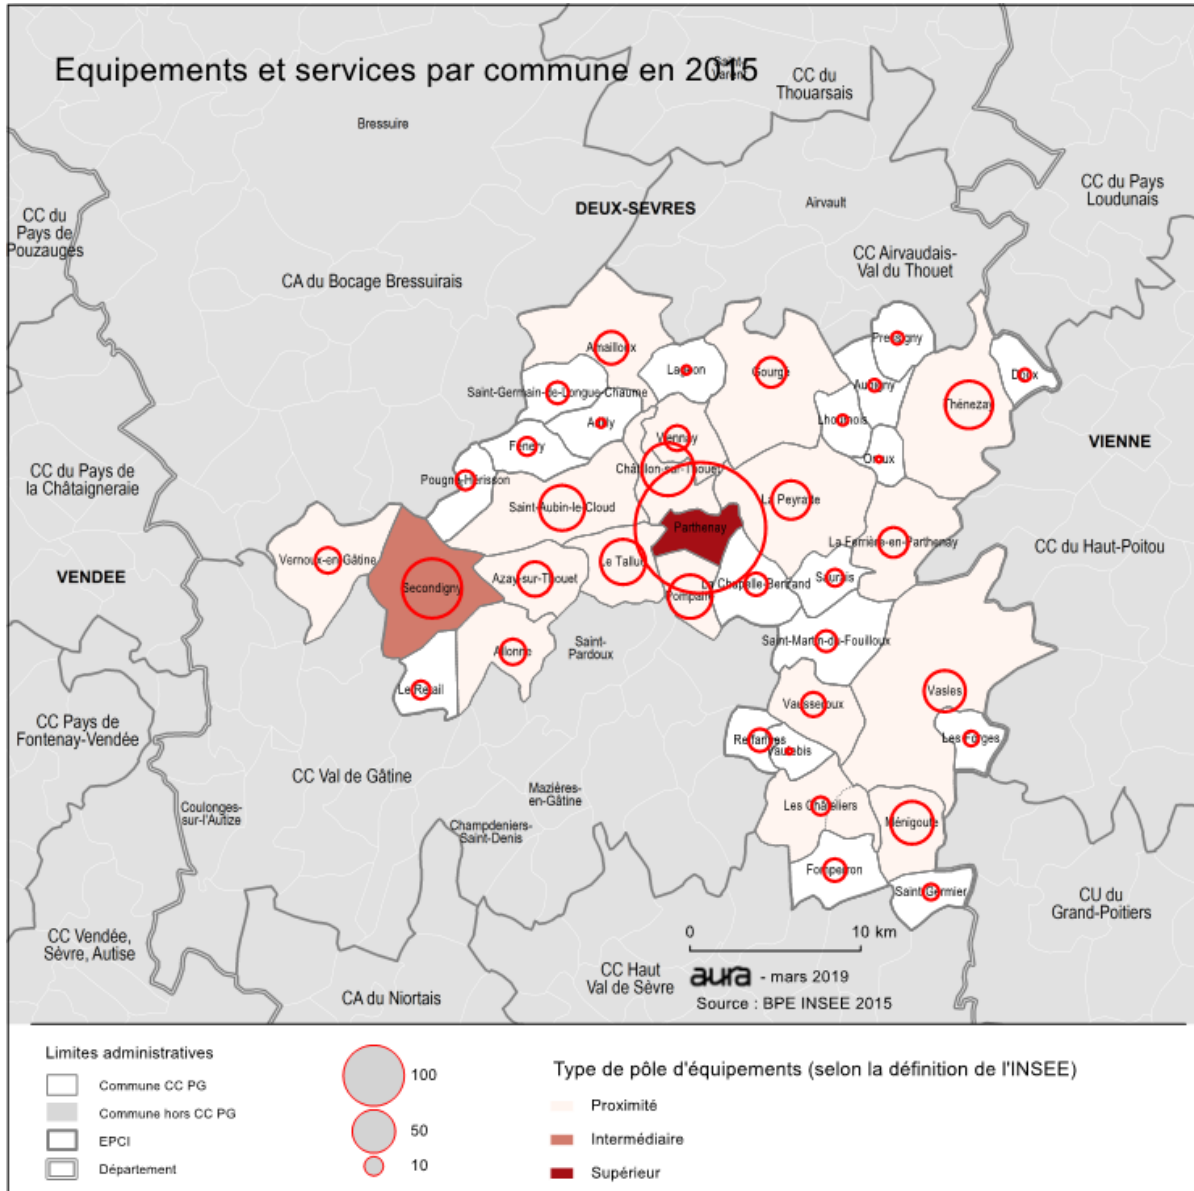 Equipements et services par commune en 2015
Saint-
Varent
CC du
Thouarsais
Bressuire
CC du Pays
Loudunais
DEUX-SEVRES
Airvault
CC du
Pays de
Pouzauges
CC Airvaudais-
Val du Thouet
CA du Bocage Bressuirais
Pressigny
Amailloux
Lageon
Gourgé
Doux
Aubigny
Saint-Germain-de-Longue-Chaume
Thénezay
Lhoumois
Adilly
Viennay
VIENNE
Fénery
Oroux
Châtillon-sur-Thouet
CC du Pays de
la Châtaigneraie
Pougne-Hérisson
La Peyratte
Saint-Aubin-le-Cloud
Parthenay
La Ferrière-en-Parthenay
CC du Haut-Poitou
Vernoux-en-Gâtine
Le Tallud
VENDEE
Azay-sur-Thouet
Saurais
La Chapelle-Bertrand
Secondigny
Pompaire
Saint-Martin-du-Fouilloux
Saint-
Pardoux
Allonne
Le Retail
Vasles
Vausseroux
CC Pays de
Fontenay-Vendée
Reffannes
Les Forges
Vautebis
CC Val de Gâtine
Mazières-
en-Gâtine
Coulonges-
sur-l'Autize
Les Châteliers
Ménigoute
Champdeniers-
Saint-Denis
Fomperron
Saint-Germier
CU du
Grand-Poitiers
CC Vendée,
Sèvre, Autise
0 10 km
CC Haut
Val de Sèvre
aura - mars 2019
CA du Niortais
Source : BPE INSEE 2015
Limites administratives
Commune CC PG
Commune hors CC PG
EPCI
Département
100
50
10
Type de pôle d'équipements (selon la définition de l'INSEE)
Proximité
Intermédiaire
Supérieur